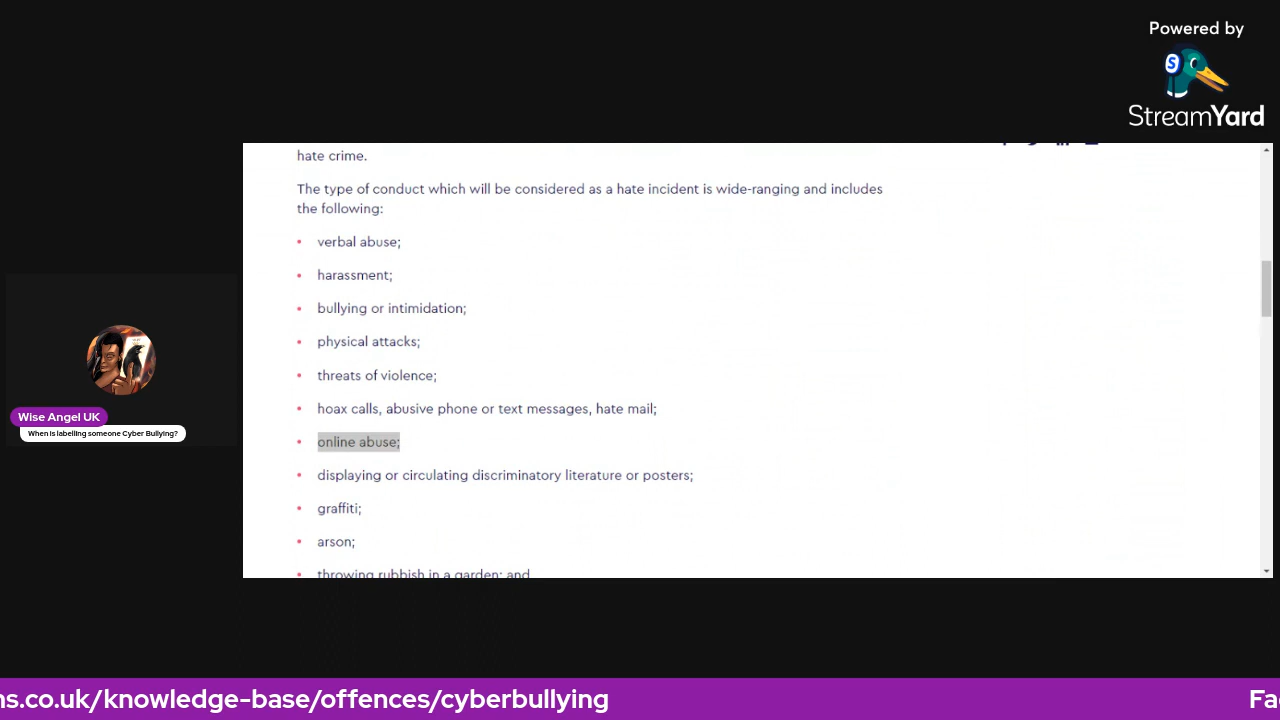 Powered by
StreamYard
hate crime.
The type of conduct which will be considered as a hate incident is wide-ranging and includes
the following:
• verbal abuse;
• harassment;
• bullying or intimidation;
• physical attacks;
• threats of violence;
• hoax calls, abusive phone or text messages, hate mail;
• online abuse;
• displaying or circulating discriminatory literature or posters;
• graffiti;
• arson;
• throwing rubbish in a garden; and
Wise Angel UK
When is labelling someone Cyber Bullying?
ns.co.uk/knowledge-base/offences/cyberbullying
Fa